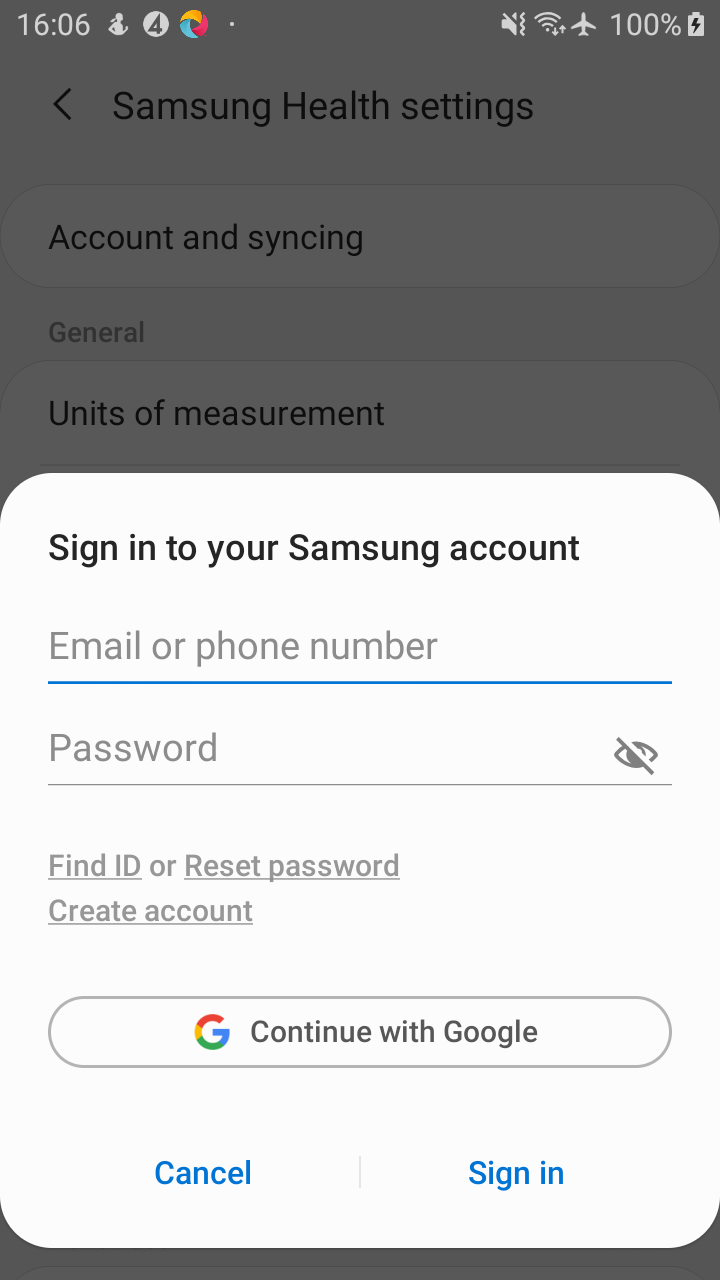 16:06
100%
Samsung Health settings
Account and syncing
General
Units of measurement
Sign in to your Samsung account
Email or phone number
Password
Find ID or Reset password
Create account
Continue with Google
Cancel
Sign in